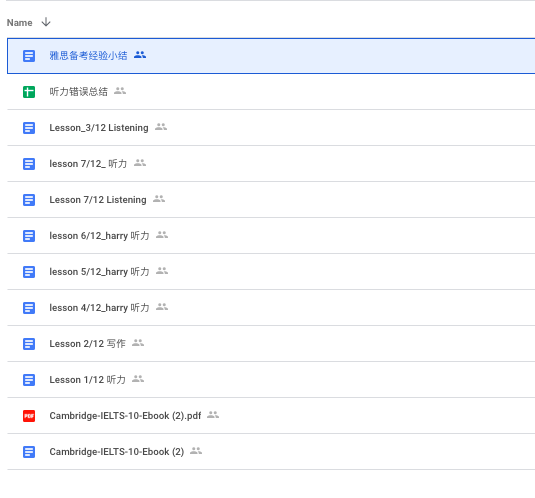 Name
雅思备考经验小结
听力错误总结
Lesson_3/12 Listening
lesson 7/12_ 听力
Lesson 7/12 Listening
lesson 6/12_harry 听力
lesson 5/12_harry 听力
lesson 4/12_harry 听力
Lesson 2/12 写作
Lesson 1/12 听力
PDF Cambridge-IELTS-10-Ebook (2).pdf
Cambridge-IELTS-10-Ebook (2)